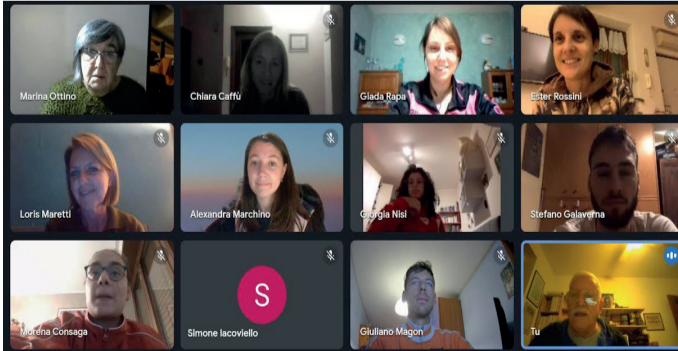 Marina Ottino
Chiara Caffù
Giada Rapa
Ester Rossini
Loris Maretti
Alexandra Marchino
Giorgia Nisi
Stefano Galaverna
Morena Consaga
S
Simone Iacoviello
Giuliano Magon
Tu